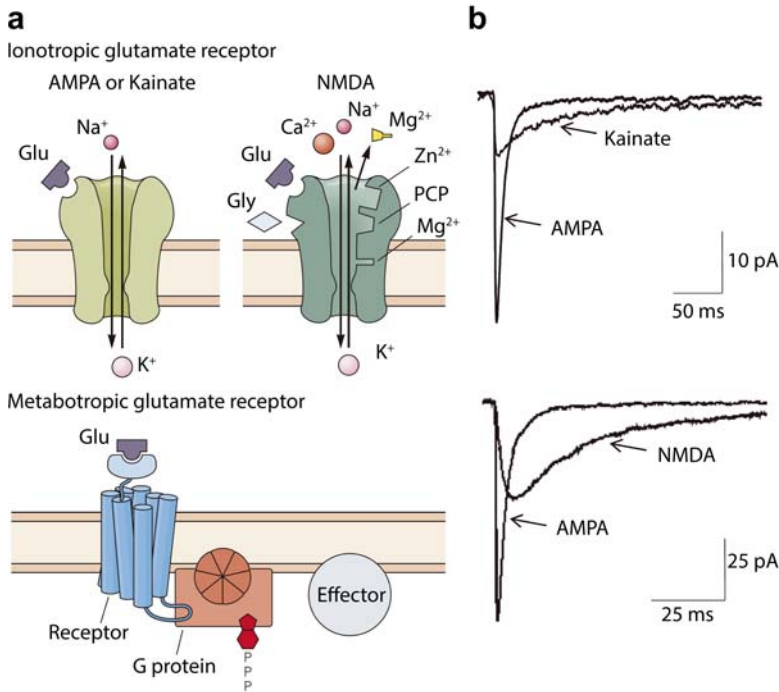 a
Ionotropic glutamate receptor
AMPA or Kainate
NMDA
Na⁺
Glu
K⁺
Na⁺
Ca²⁺
Mg²⁺
Glu
Zn²⁺
Gly
PCP
Mg²⁺
K⁺
Metabotropic glutamate receptor
Glu
Effector
Receptor
G protein
P
P
P
b
Kainate
AMPA
10 pA
50 ms
NMDA
AMPA
25 pA
25 ms